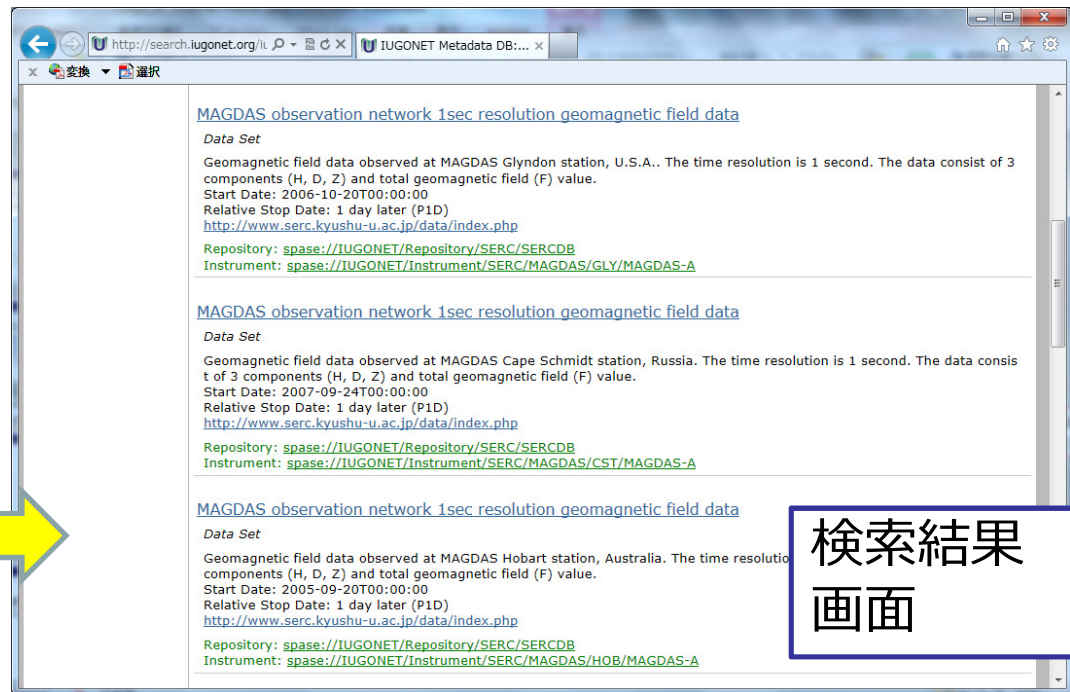 http://search.iugonet.org/iu
IUGONET Metadata DB:...
x 変換 ▼ 選択
MAGDAS observation network 1sec resolution geomagnetic field data
Data Set
Geomagnetic field data observed at MAGDAS Glyndon station, U.S.A.. The time resolution is 1 second. The data consist of 3
components (H, D, Z) and total geomagnetic field (F) value.
Start Date: 2006-10-20T00:00:00
Relative Stop Date: 1 day later (P1D)
http://www.serc.kyushu-u.ac.jp/data/index.php
Repository: spase://IUGONET/Repository/SERC/SERCDB
Instrument: spase://IUGONET/Instrument/SERC/MAGDAS/GLY/MAGDAS-A
MAGDAS observation network 1sec resolution geomagnetic field data
Data Set
Geomagnetic field data observed at MAGDAS Cape Schmidt station, Russia. The time resolution is 1 second. The data consis
t of 3 components (H, D, Z) and total geomagnetic field (F) value.
Start Date: 2007-09-24T00:00:00
Relative Stop Date: 1 day later (P1D)
http://www.serc.kyushu-u.ac.jp/data/index.php
Repository: spase://IUGONET/Repository/SERC/SERCDB
Instrument: spase://IUGONET/Instrument/SERC/MAGDAS/CST/MAGDAS-A
MAGDAS observation network 1sec resolution geomagnetic field data
Data Set
Geomagnetic field data observed at MAGDAS Hobart station, Australia. The time resolutio
components (H, D, Z) and total geomagnetic field (F) value.
Start Date: 2005-09-20T00:00:00
Relative Stop Date: 1 day later (P1D)
http://www.serc.kyushu-u.ac.jp/data/index.php
Repository: spase://IUGONET/Repository/SERC/SERCDB
Instrument: spase://IUGONET/Instrument/SERC/MAGDAS/HOB/MAGDAS-A
検索結果
画面